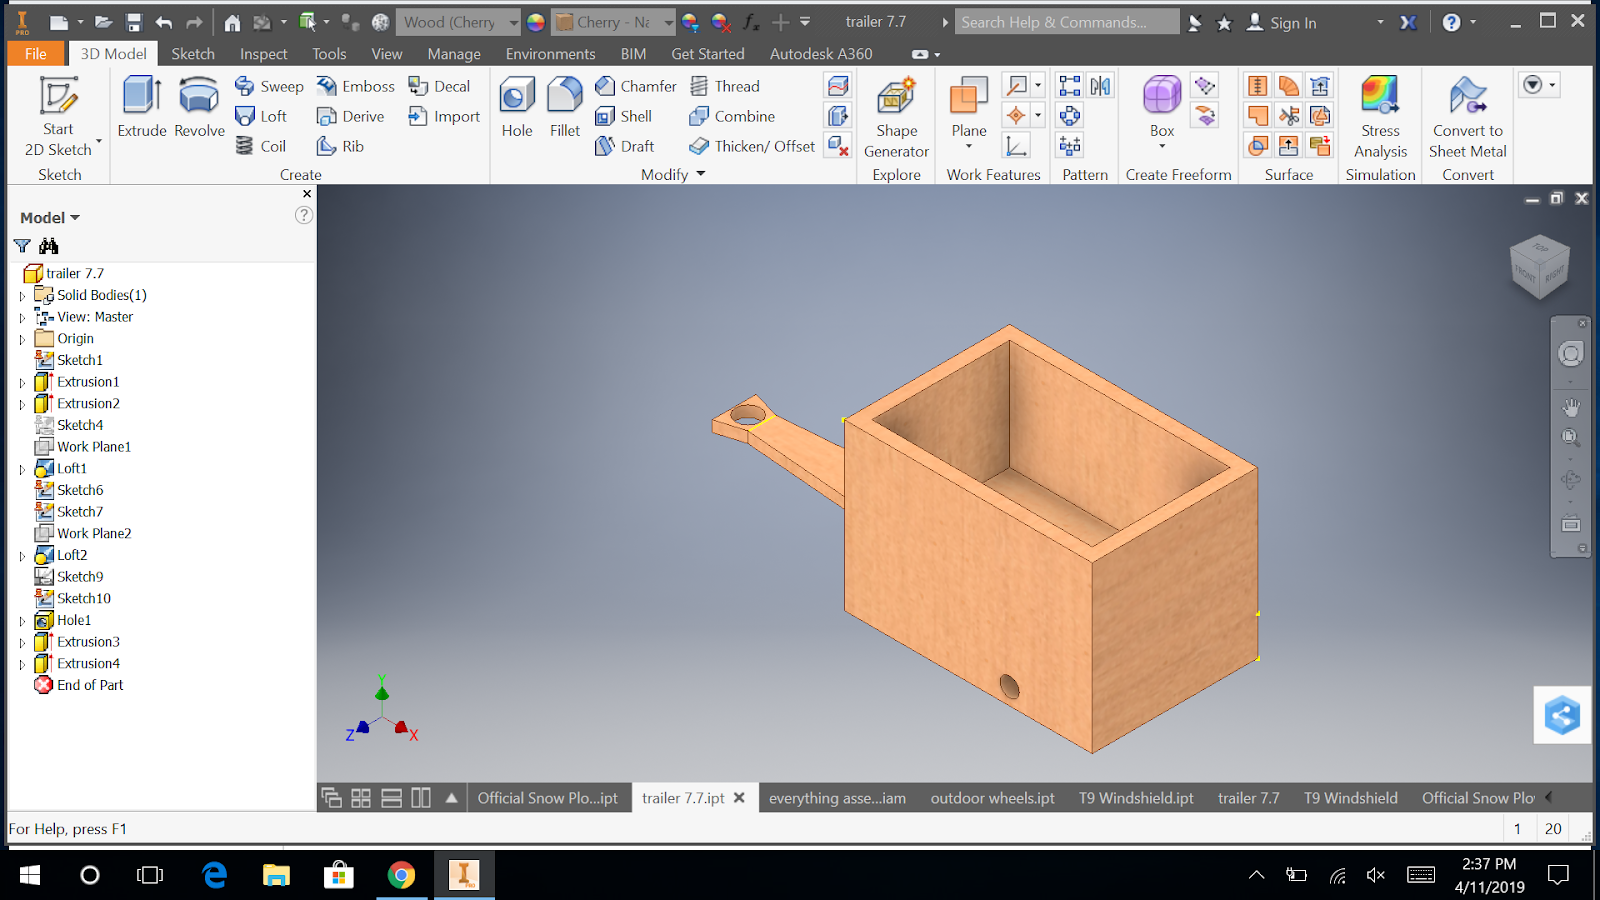 PRO
Wood (Cherry
Cherry - Na
fx
trailer 7.7
Search Help & Commands...
Sign In
File
3D Model
Sketch
Inspect
Tools
View
Manage
Environments
BIM
Get Started
Autodesk A360
Start
2D Sketch
Sketch
Extrude
Revolve
Sweep
Loft
Coil
Emboss
Derive
Rib
Decal
Import
Create
Hole
Fillet
Chamfer
Shell
Draft
Thread
Combine
Thicken/ Offset
Modify
Shape
Generator
Explore
Plane
Work Features
Pattern
Box
Create Freeform
Surface
Stress
Analysis
Simulation
Convert to
Sheet Metal
Convert
Model
trailer 7.7
Solid Bodies(1)
View: Master
Origin
Sketch1
Extrusion1
Extrusion2
Sketch4
Work Plane1
Loft1
Sketch6
Sketch7
Work Plane2
Loft2
Sketch9
Sketch10
Hole1
Extrusion3
Extrusion4
End of Part
TOP
FRONT
RIGHT
Y
Z
X
Official Snow Plo...ipt
trailer 7.7.ipt
everything asse...iam
outdoor wheels.ipt
T9 Windshield.ipt
trailer 7.7
T9 Windshield
Official Snow Plo
For Help, press F1
1
20
I
PRO
2:37 PM
4/11/2019